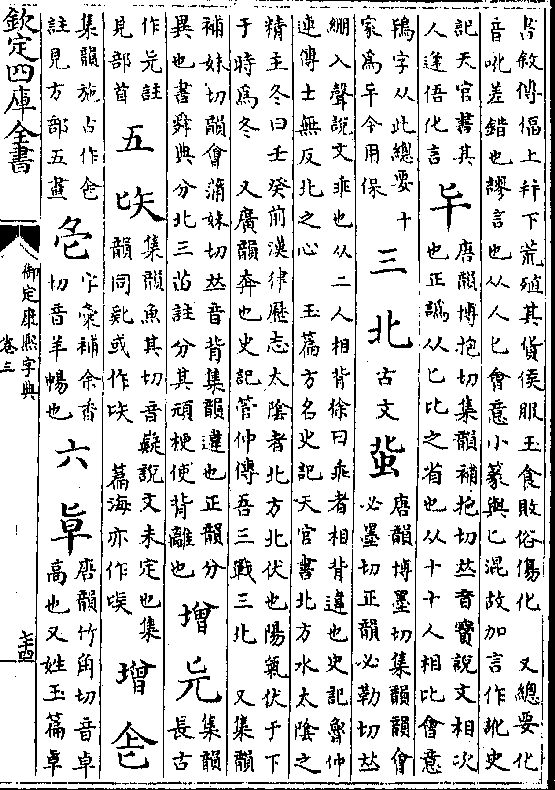 書敘傳偪上幷下荒殖其貨侯服玉食敗俗傷化　又總要化
音吪差錯也謬言也从人匕會意小篆與匕混故加言作訛史
記天官書其
人逢俉化言
𠤏
唐韻博抱切集韻補抱切𠀤音寶說文相次
也正譌从匕比之省也从十十人相比會意
鴇字从此總要十
家爲𠤏今用保
三　北　古文
唐韻博墨切集韻韻會
必墨切正韻必勒切𠀤
綳入聲說文乖也从二人相背徐曰乖者相背違也史記魯仲
連傳士無反北之心　玉篇方名史記天官書北方水太陰之
精主冬曰壬癸前漢律歷志太陰者北方北伏也陽氣伏于下
于時爲冬　又廣韻奔也史記管仲傳吾三戰三北　又集韻
補妹切韻會蒲妹切𠀤音背集韻違也正韻分
異也書舜典分北三苗註分其頑梗使背離也
增
集韻
長古
作兂註
見部首
五　𠤕
集韻魚其切音疑說文未定也集
韻同或作𠤕　篇海亦作
增
集韻施占作
註見方部五畫
字彙補余香
切音羊暢也
六
唐韻竹角切音卓
高也又姓玉篇卓
欽定四庫全書
御定康熙字典
卷三